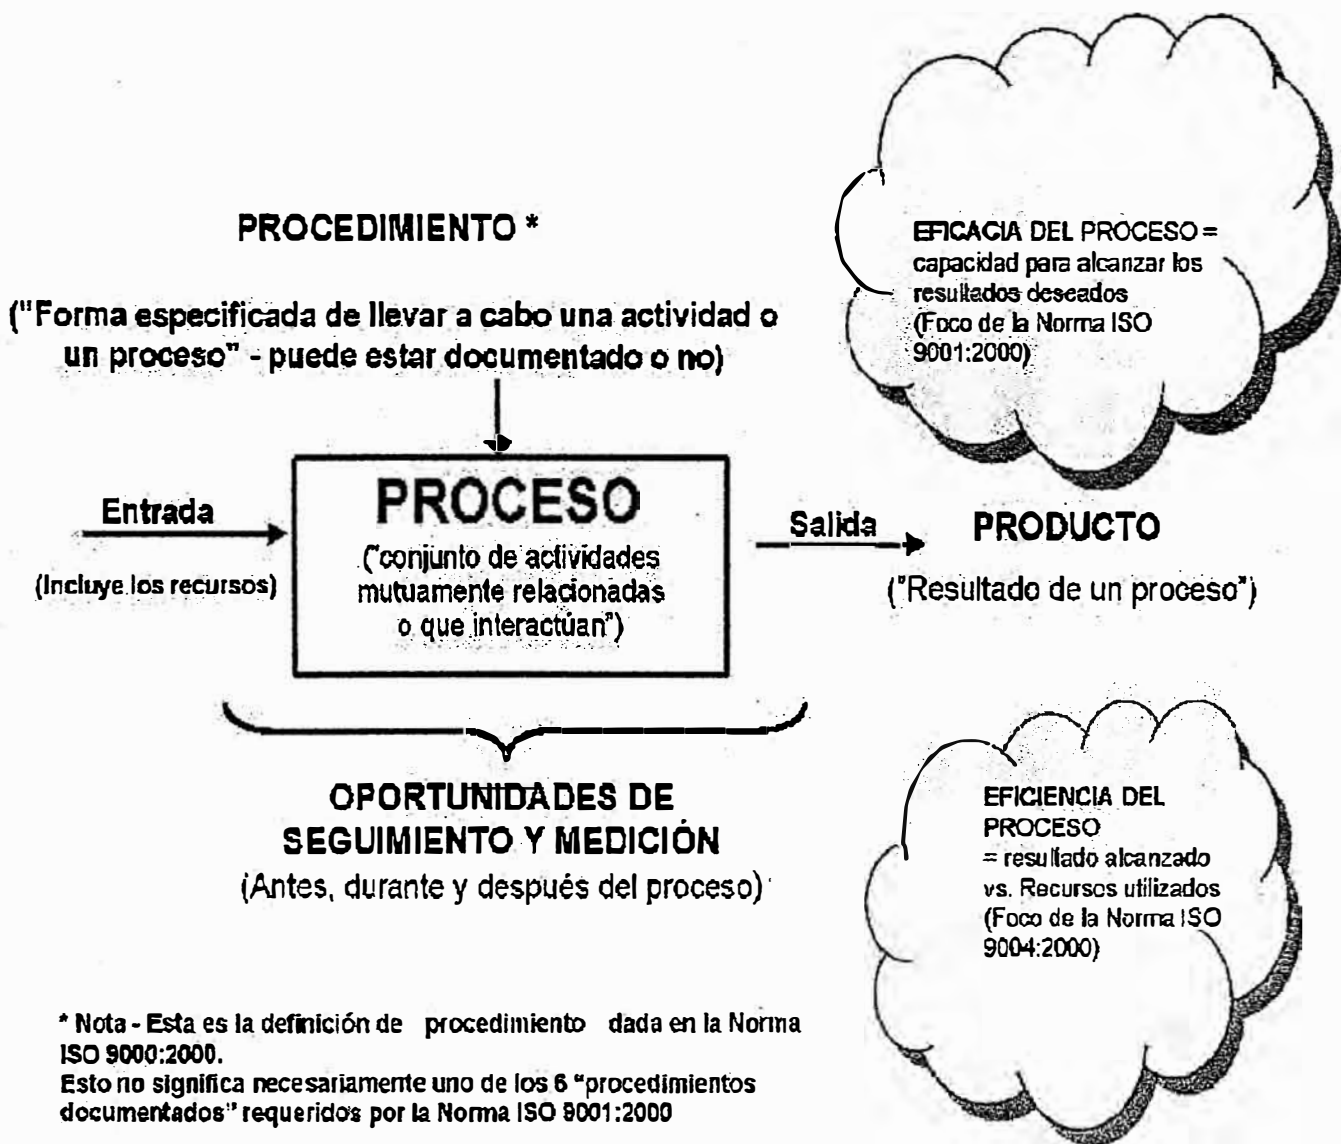 PROCEDIMIENTO *
("Forma especificada de llevar a cabo una actividad o
un proceso" - puede estar documentado o no)
EFICACIA DEL PROCESO =
capacidad para alcanzar los
resultados deseados
(Foco de la Norma ISO
9001:2000)
Entrada
(Incluye los recursos)
PROCESO
("conjunto de actividades
mutuamente relacionadas
o que interactúan")
Salida
PRODUCTO
("Resultado de un proceso")
OPORTUNIDADES DE
SEGUIMIENTO Y MEDICIÓN
(Antes, durante y después del proceso)
EFICIENCIA DEL
PROCESO
= resultado alcanzado
vs. Recursos utilizados
(Foco de la Norma ISO
9004:2000)
* Nota - Esta es la definición de procedimiento dada en la Norma
ISO 9000:2000.
Esto no significa necesariamente uno de los 6 "procedimientos
documentados" requeridos por la Norma ISO 9001:2000